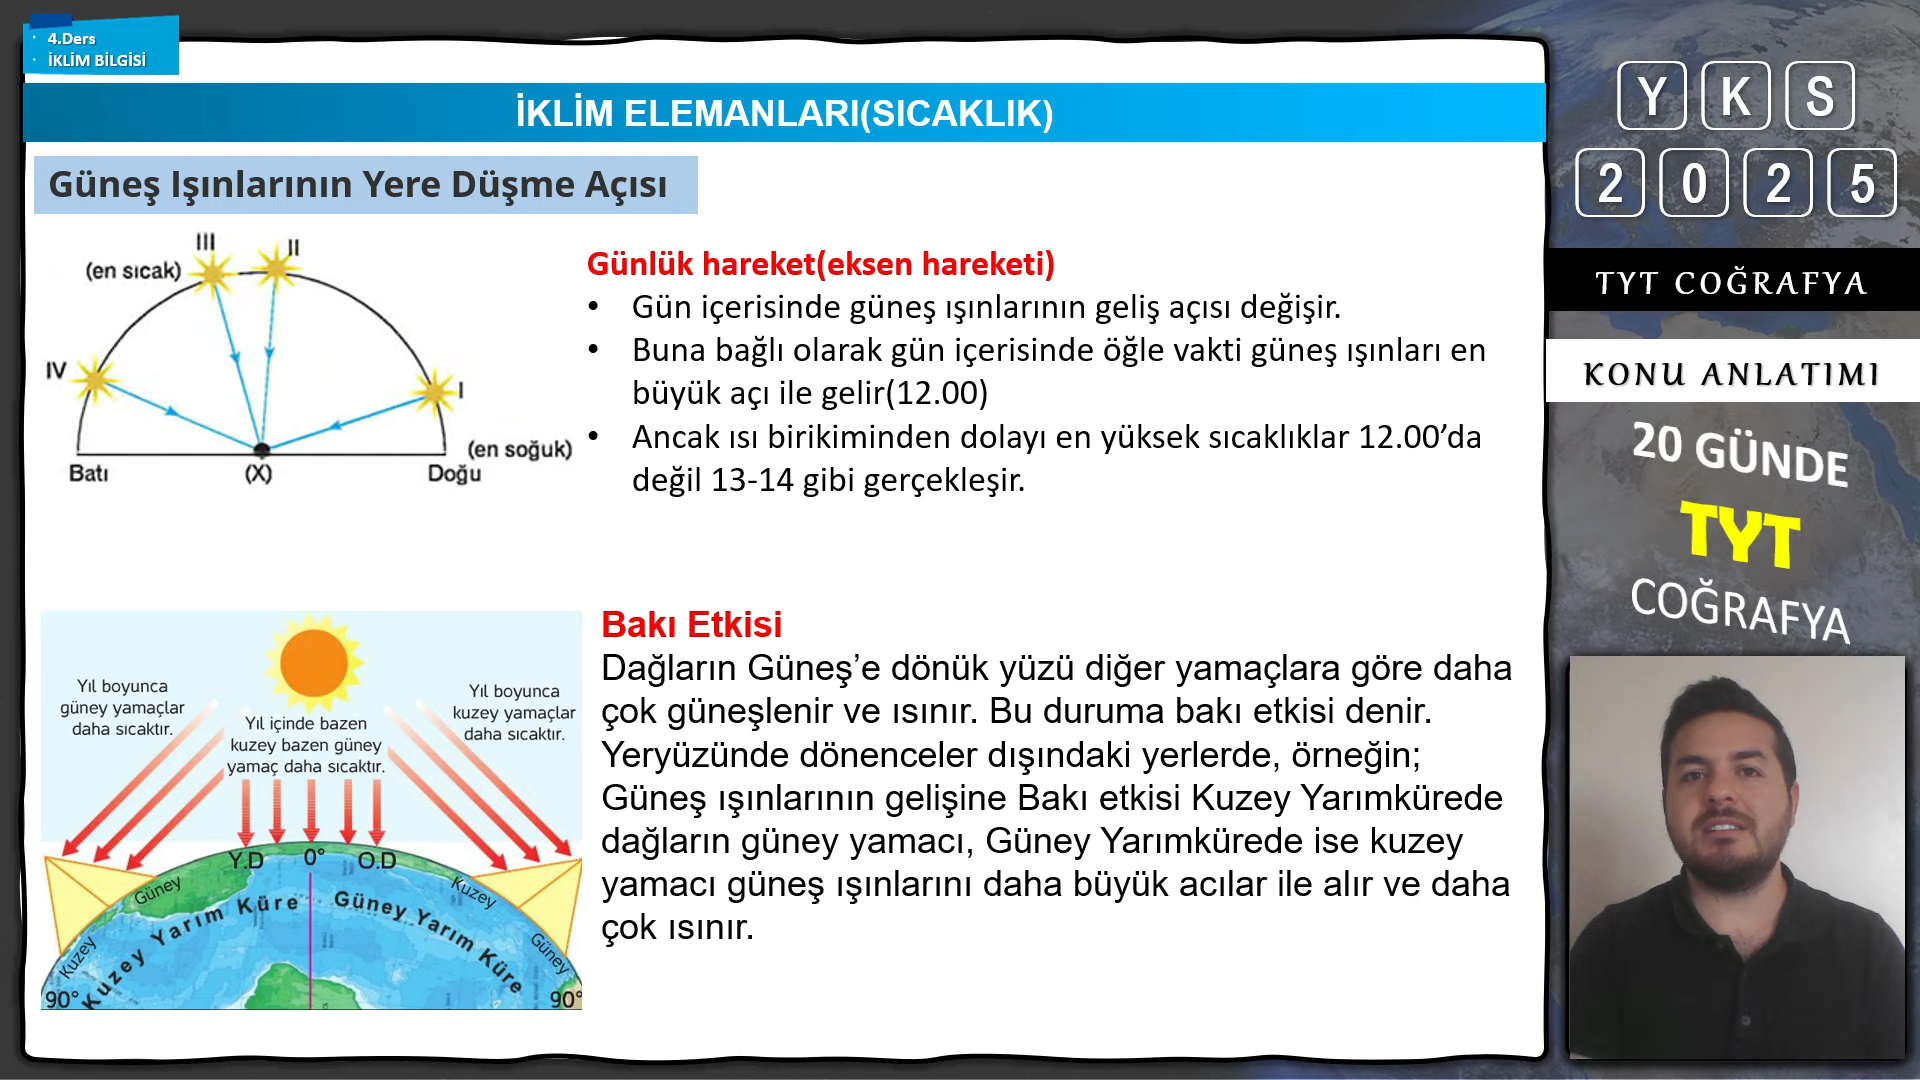 4.Ders
İKLİM BİLGİSİ
İKLİM ELEMANLARI(SICAKLIK)
Güneş Işınlarının Yere Düşme Açısı
III
II
(en sıcak)
IV
I
(en soğuk)
Batı
(X)
Doğu
Günlük hareket(eksen hareketi)
• Gün içerisinde güneş ışınlarının geliş açısı değişir.
• Buna bağlı olarak gün içerisinde öğle vakti güneş ışınları en
büyük açı ile gelir(12.00)
• Ancak ısı birikiminden dolayı en yüksek sıcaklıklar 12.00’da
değil 13-14 gibi gerçekleşir.
Yıl boyunca
güney yamaçlar
daha sıcaktır.
Yıl içinde bazen
kuzey bazen güney
yamaç daha sıcaktır.
Yıl boyunca
kuzey yamaçlar
daha sıcaktır.
Y.D
0°
O.D
Güney
Kuzey
Kuzey Yarım Küre
Güney Yarım Küre
Kuzey
Güney
90°
90°
Bakı Etkisi
Dağların Güneş’e dönük yüzü diğer yamaçlara göre daha
çok güneşlenir ve ısınır. Bu duruma bakı etkisi denir.
Yeryüzünde dönenceler dışındaki yerlerde, örneğin;
Güneş ışınlarının gelişine Bakı etkisi Kuzey Yarımkürede
dağların güney yamacı, Güney Yarımkürede ise kuzey
yamacı güneş ışınlarını daha büyük acılar ile alır ve daha
çok ısınır.
YKS
2025
TYT COĞRAFYA
KONU ANLATIMI
20 GÜNDE
TYT
COĞRAFYA